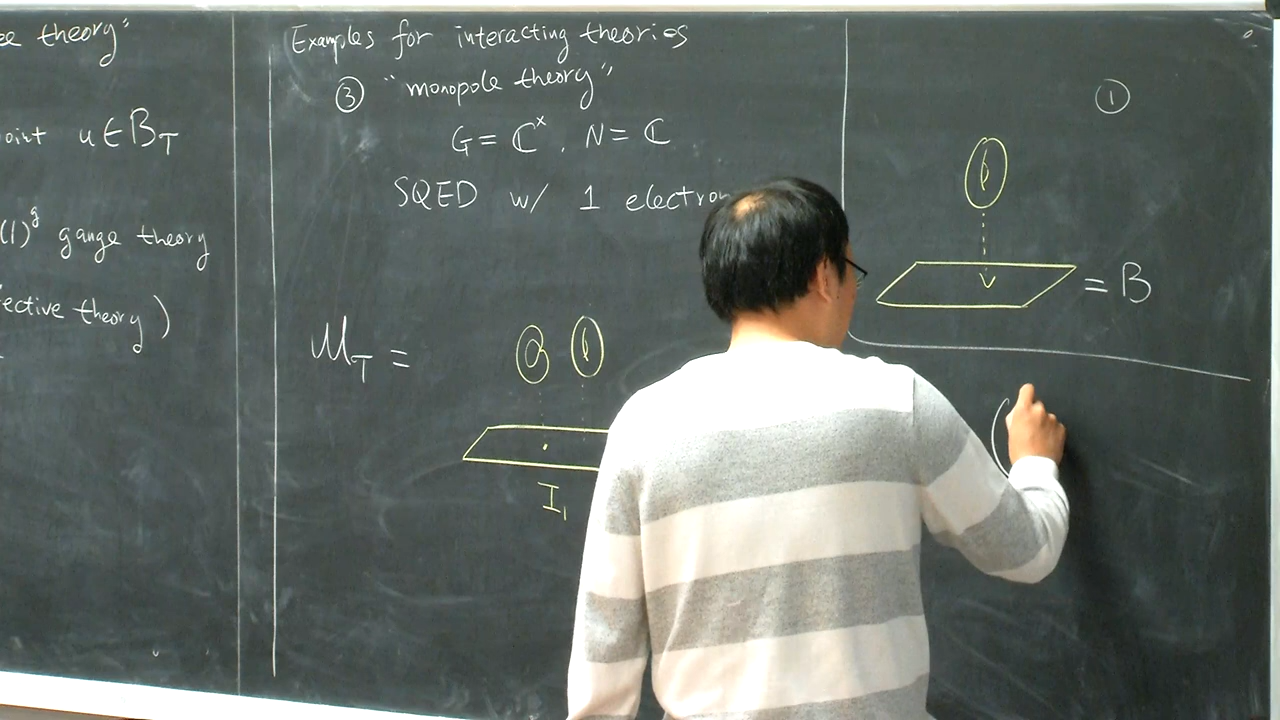 ee theory"
oint u ∈ B_T
(1)^g gauge theory
ective theory )
Examples for interacting theories
③ "monopole theory"
G = ℂ^×, N = ℂ
SQED w/ 1 electron
M_T =
I_1
①
= B
(